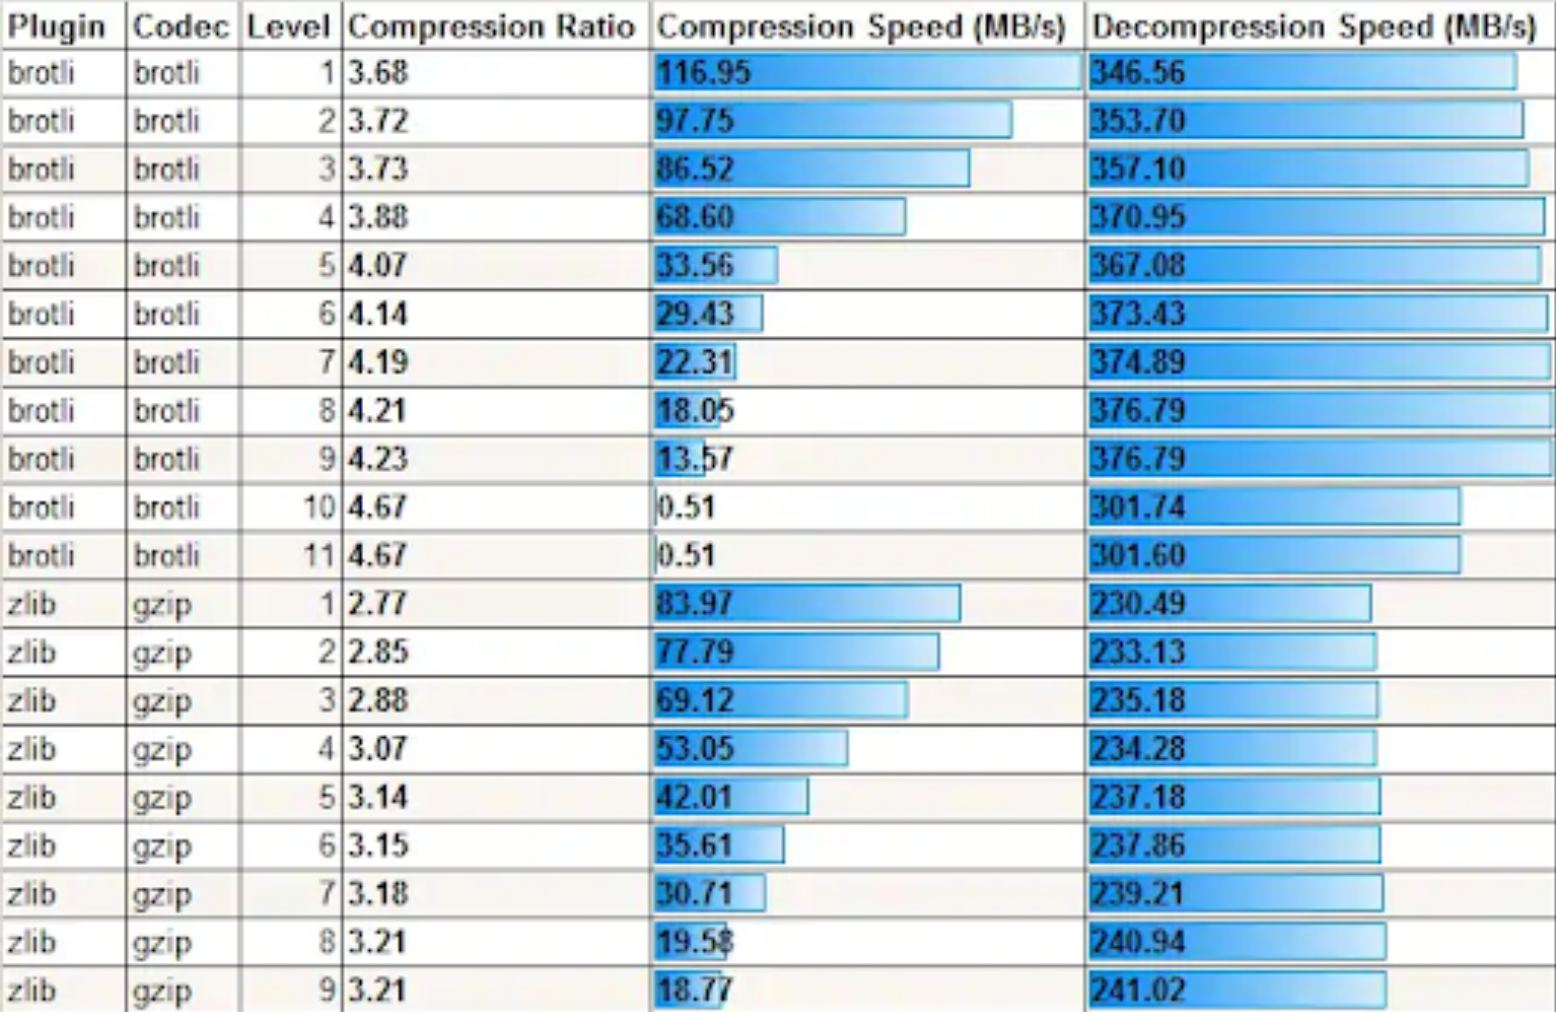 Plugin Codec Level Compression Ratio Compression Speed (MB/s) Decompression Speed (MB/s)
brotli brotli 1 3.68 116.95 346.56
brotli brotli 2 3.72 97.75 353.70
brotli brotli 3 3.73 86.52 357.10
brotli brotli 4 3.88 68.60 370.95
brotli brotli 5 4.07 33.56 367.08
brotli brotli 6 4.14 29.43 373.43
brotli brotli 7 4.19 22.31 374.89
brotli brotli 8 4.21 18.05 376.79
brotli brotli 9 4.23 13.57 376.79
brotli brotli 10 4.67 0.51 301.74
brotli brotli 11 4.67 0.51 301.60
zlib gzip 1 2.77 83.97 230.49
zlib gzip 2 2.85 77.79 233.13
zlib gzip 3 2.88 69.12 235.18
zlib gzip 4 3.07 53.05 234.28
zlib gzip 5 3.14 42.01 237.18
zlib gzip 6 3.15 35.61 237.86
zlib gzip 7 3.18 30.71 239.21
zlib gzip 8 3.21 19.58 240.94
zlib gzip 9 3.21 18.77 241.02